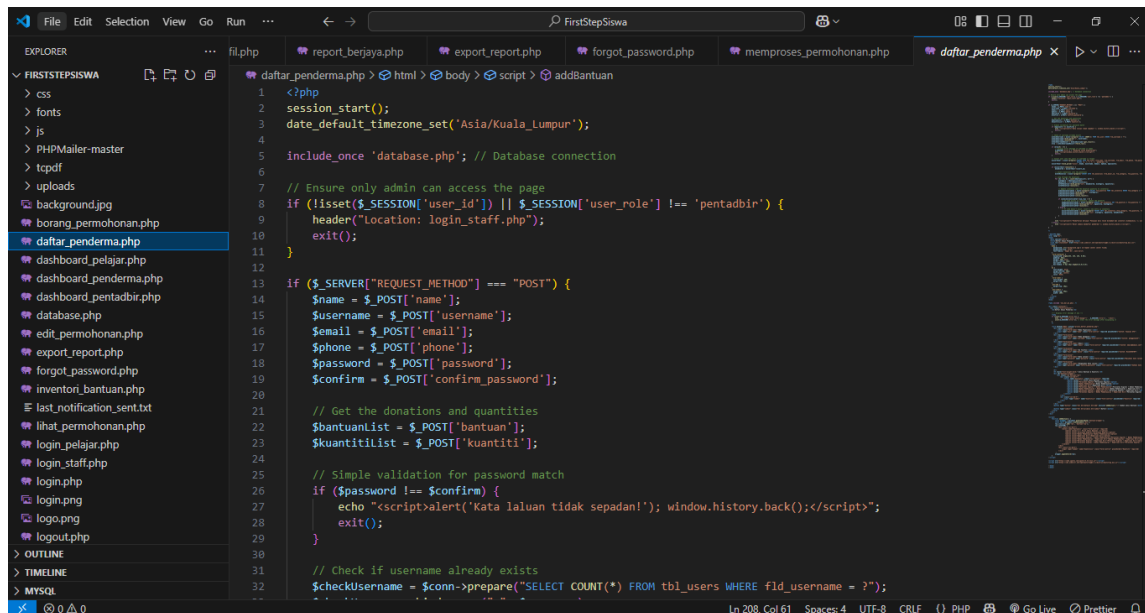 File Edit Selection View Go Run ··· FirstStepSiswa
EXPLORER ···
fil.php report_berjaya.php export_report.php forgot_password.php memproses_permohonan.php daftar_penderma.php
FIRSTSTEPSISWA
daftar_penderma.php > html > body > script > addBantuan
css
fonts
js
PHPMailer-master
tcpdf
uploads
background.jpg
borang_permohonan.php
daftar_penderma.php
dashboard_pelajar.php
dashboard_penderma.php
dashboard_pentadbir.php
database.php
edit_permohonan.php
export_report.php
forgot_password.php
inventori_bantuan.php
last_notification_sent.txt
lihat_permohonan.php
login_pelajar.php
login_staff.php
login.php
login.png
logo.png
logout.php
OUTLINE
TIMELINE
MYSQL
1 <?php
2 session_start();
3 date_default_timezone_set('Asia/Kuala_Lumpur');
4
5 include_once 'database.php'; // Database connection
6
7 // Ensure only admin can access the page
8 if (!isset($_SESSION['user_id']) || $_SESSION['user_role'] !== 'pentadbir') {
9 header("Location: login_staff.php");
10 exit();
11 }
12
13 if ($_SERVER["REQUEST_METHOD"] === "POST") {
14 $name = $_POST['name'];
15 $username = $_POST['username'];
16 $email = $_POST['email'];
17 $phone = $_POST['phone'];
18 $password = $_POST['password'];
19 $confirm = $_POST['confirm_password'];
20
21 // Get the donations and quantities
22 $bantuanList = $_POST['bantuan'];
23 $kuantitiList = $_POST['kuantiti'];
24
25 // Simple validation for password match
26 if ($password !== $confirm) {
27 echo "<script>alert('Kata laluan tidak sepadan!'); window.history.back();</script>";
28 exit();
29 }
30
31 // Check if username already exists
32 $checkUsername = $conn->prepare("SELECT COUNT(*) FROM tbl_users WHERE fld_username = ?");
0 0 Ln 208, Col 61 Spaces: 4 UTF-8 CRLF {} PHP Go Live Prettier